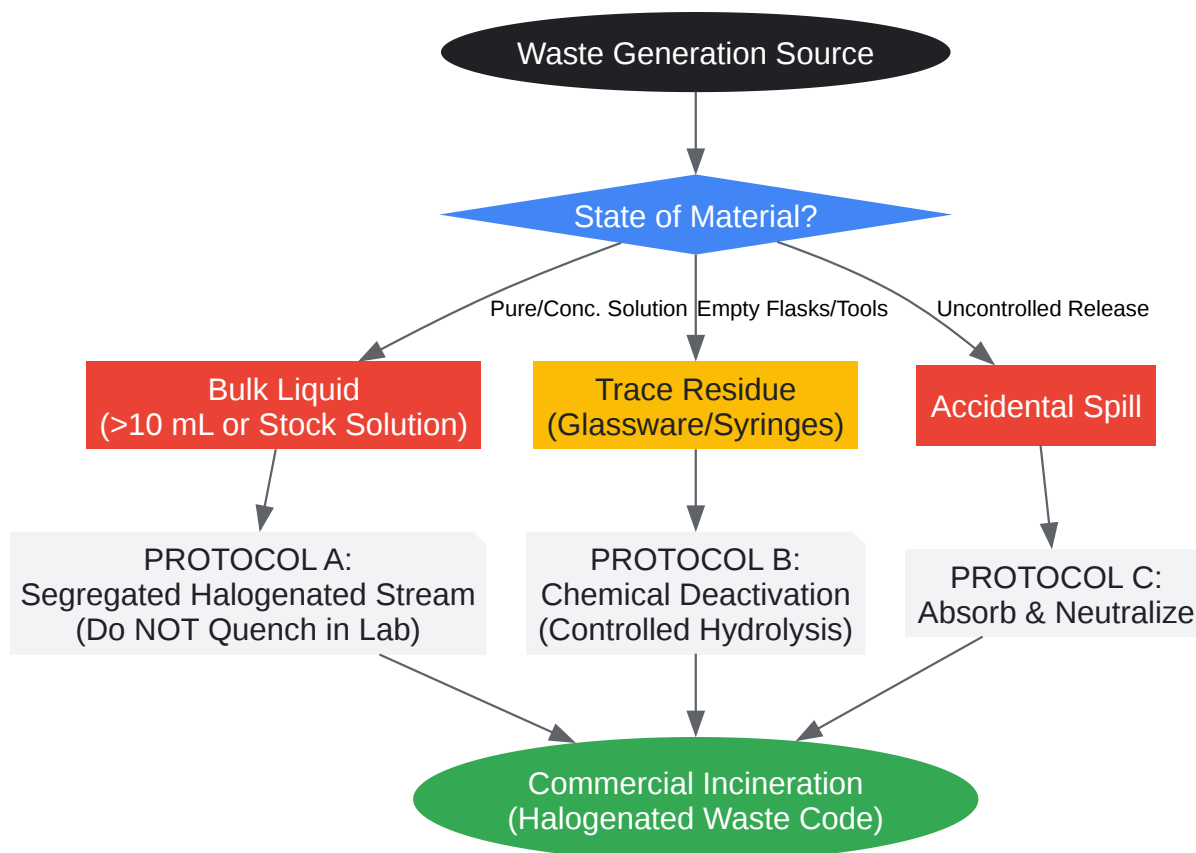 Waste Generation Source
State of Material?
Pure/Conc. Solution
Empty Flasks/Tools
Uncontrolled Release
Bulk Liquid
(>10 mL or Stock Solution)
Trace Residue
(Glassware/Syringes)
Accidental Spill
PROTOCOL A:
Segregated Halogenated Stream
(Do NOT Quench in Lab)
PROTOCOL B:
Chemical Deactivation
(Controlled Hydrolysis)
PROTOCOL C:
Absorb & Neutralize
Commercial Incineration
(Halogenated Waste Code)